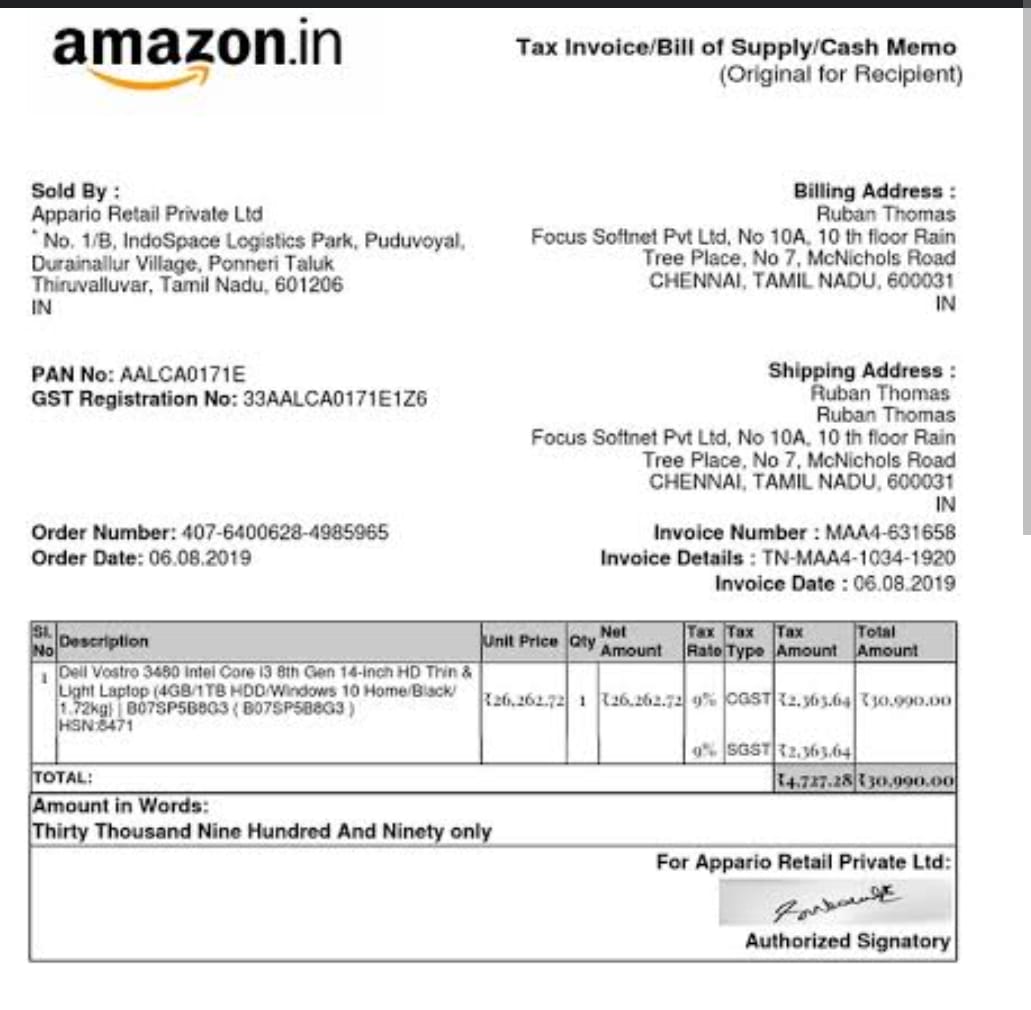 amazon.in
Tax Invoice/Bill of Supply/Cash Memo
(Original for Recipient)
Sold By :
Appario Retail Private Ltd
* No. 1/B, IndoSpace Logistics Park, Puduvoyal,
Durainallur Village, Ponneri Taluk
Thiruvalluvar, Tamil Nadu, 601206
IN
Billing Address :
Ruban Thomas
Focus Softnet Pvt Ltd, No 10A, 10 th floor Rain
Tree Place, No 7, McNichols Road
CHENNAI, TAMIL NADU, 600031
IN
PAN No: AALCA0171E
GST Registration No: 33AALCA0171E1Z6
Shipping Address :
Ruban Thomas
Ruban Thomas
Focus Softnet Pvt Ltd, No 10A, 10 th floor Rain
Tree Place, No 7, McNichols Road
CHENNAI, TAMIL NADU, 600031
IN
Order Number: 407-6400628-4985965
Order Date: 06.08.2019
Invoice Number : MAA4-631658
Invoice Details : TN-MAA4-1034-1920
Invoice Date : 06.08.2019
Sl. No Description Unit Price Qty Net Amount Tax Rate Tax Type Tax Amount Total Amount
1 Dell Vostro 3480 Intel Core i3 8th Gen 14-inch HD Thin &
Light Laptop (4GB/1TB HDD/Windows 10 Home/Black/
1.72kg) | B07SP5B8G3 ( B07SP5B8G3 )
HSN:8471
₹26,262.72 1 ₹26,262.72 9% CGST ₹2,363.64 ₹30,990.00
9% SGST ₹2,363.64
TOTAL: ₹4,727.28 ₹30,990.00
Amount in Words:
Thirty Thousand Nine Hundred And Ninety only
For Appario Retail Private Ltd:
Authorized Signatory